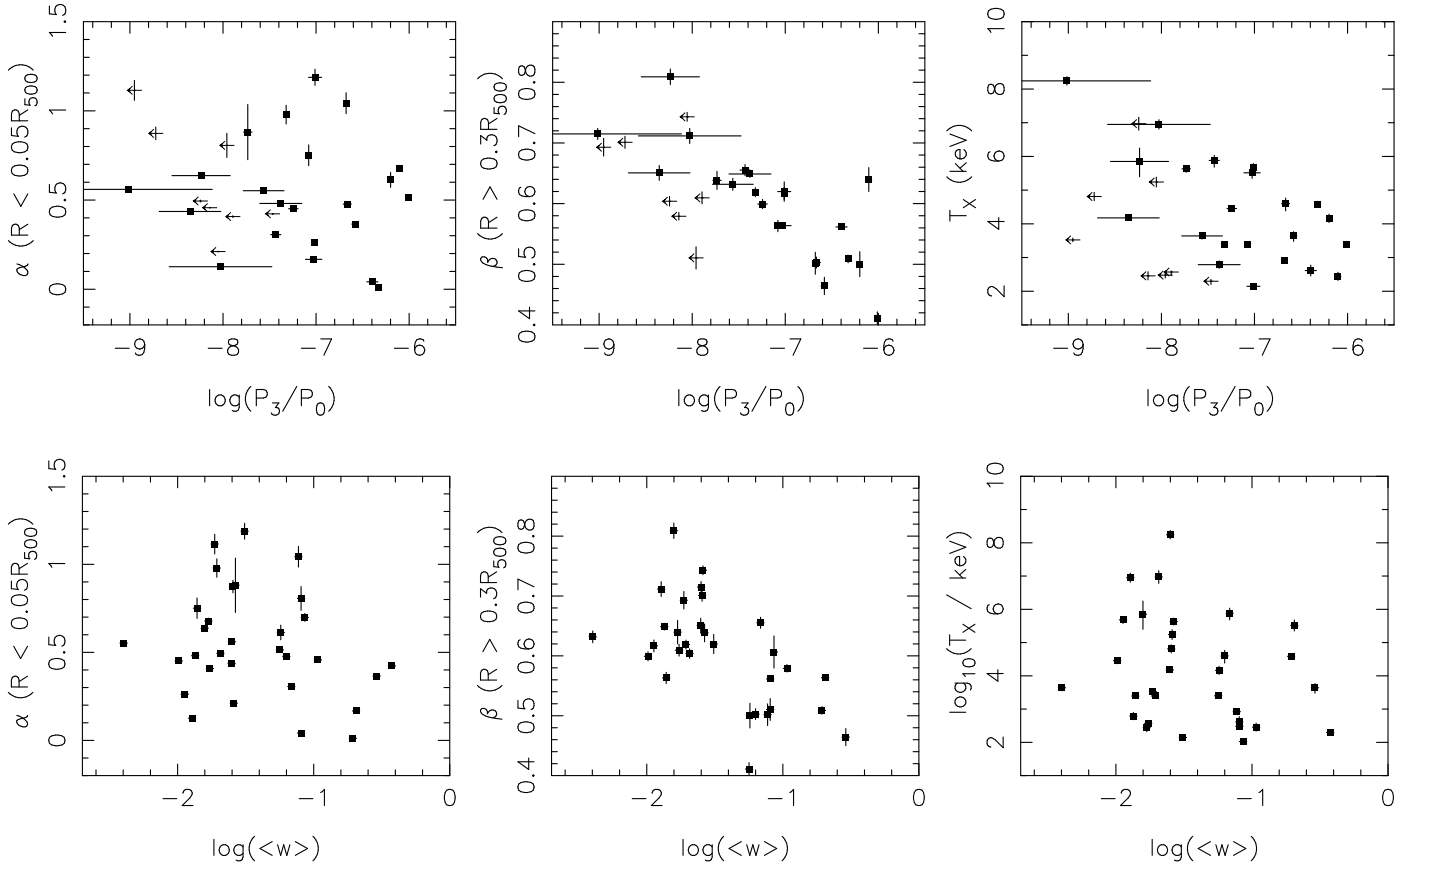 α (R < 0.05R500)
0 0.5 1 1.5
−9 −8 −7 −6
log(P3/P0)
β (R > 0.3R500)
0.4 0.5 0.6 0.7 0.8
−9 −8 −7 −6
log(P3/P0)
TX (keV)
2 4 6 8 10
−9 −8 −7 −6
log(P3/P0)
α (R < 0.05R500)
0 0.5 1 1.5
−2 −1 0
log(<w>)
β (R > 0.3R500)
0.4 0.5 0.6 0.7 0.8
−2 −1 0
log(<w>)
log10(TX / keV)
2 4 6 8 10
−2 −1 0
log(<w>)